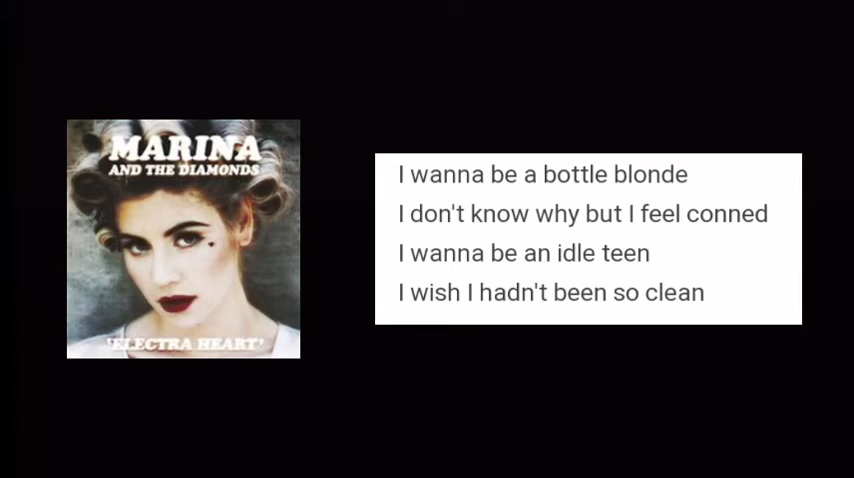 MARINA
AND THE DIAMONDS
'ELECTRA HEART'
I wanna be a bottle blonde
I don't know why but I feel conned
I wanna be an idle teen
I wish I hadn't been so clean